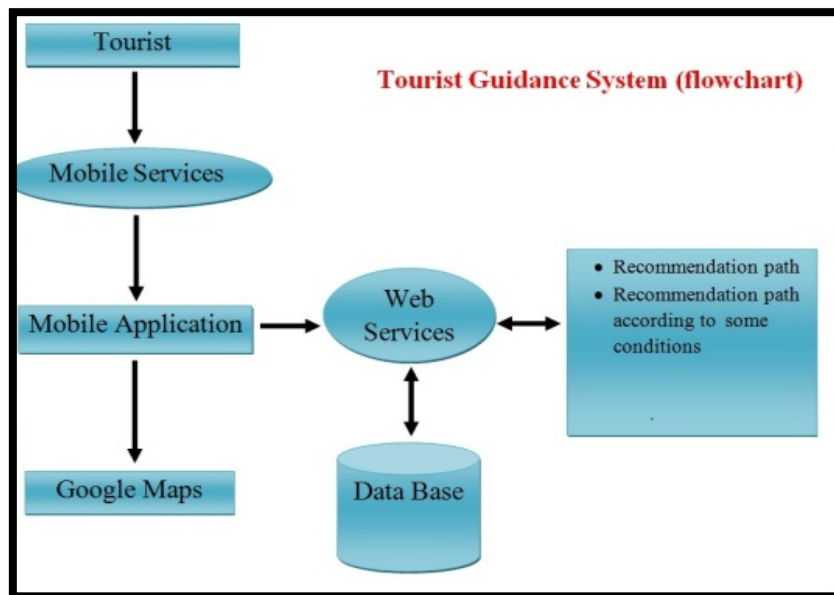 Tourist
Tourist Guidance System (flowchart)
Mobile Services
Mobile Application
Web
Services
• Recommendation path
• Recommendation path
according to some
conditions
.
Google Maps
Data Base